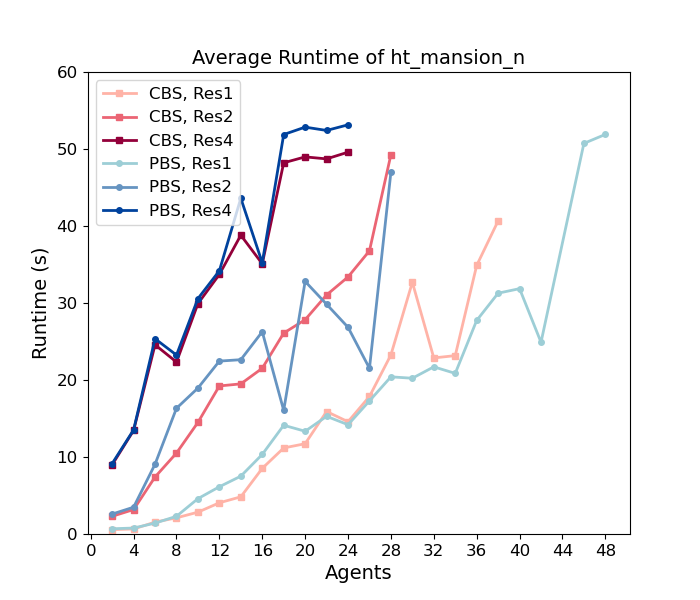 Average Runtime of ht_mansion_n
60
50
40
30
20
10
0
Runtime (s)
CBS, Res1
CBS, Res2
CBS, Res4
PBS, Res1
PBS, Res2
PBS, Res4
0 4 8 12 16 20 24 28 32 36 40 44 48
Agents